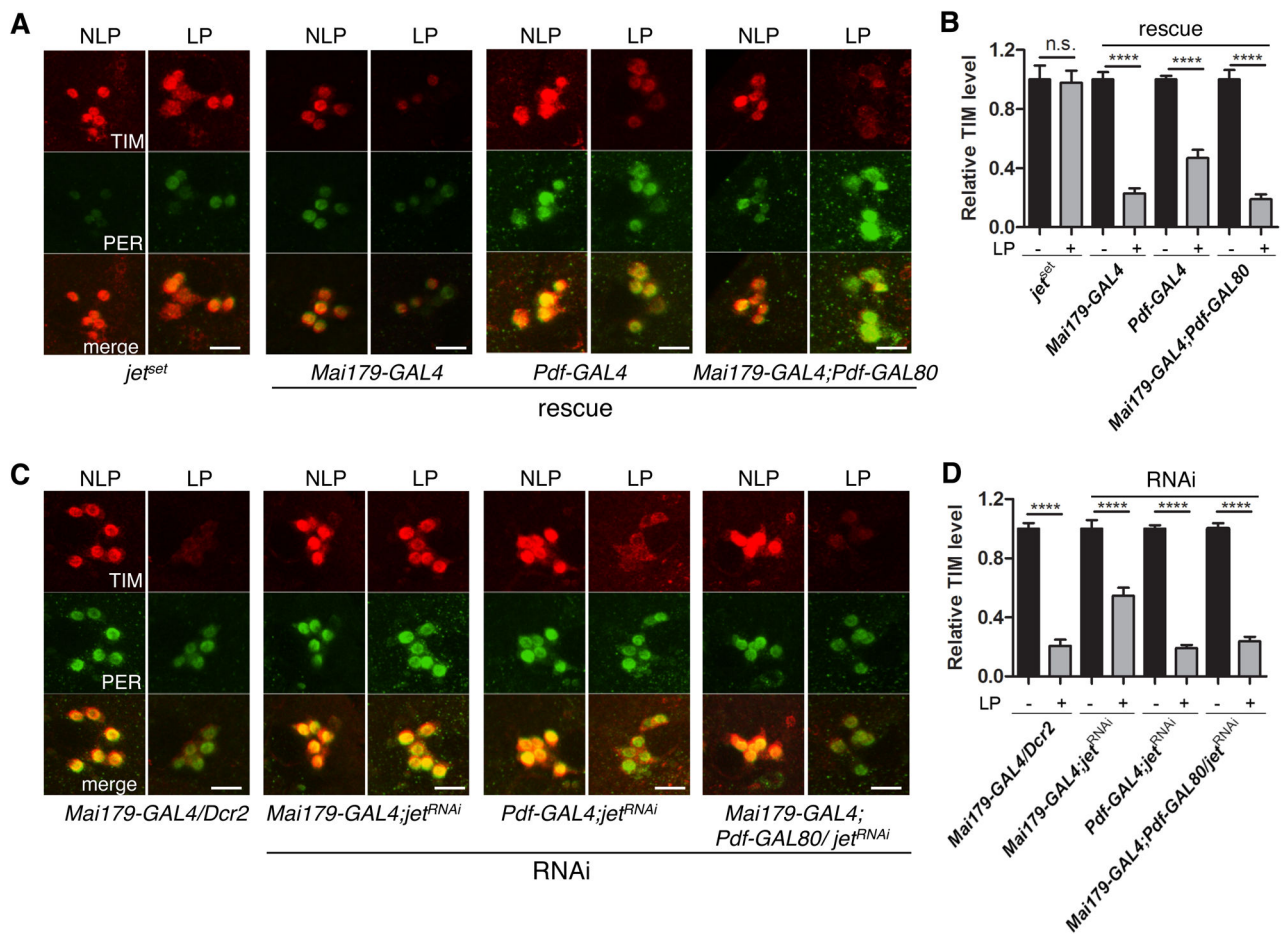 A
NLP LP NLP LP NLP LP NLP LP
TIM
PER
merge
jet^set Mai179-GAL4 Pdf-GAL4 Mai179-GAL4;Pdf-GAL80
rescue
B
rescue
n.s. **** **** ****
Relative TIM level
1.2
0.8
0.4
0.0
LP - + - + - + - +
jet^set
Mai179-GAL4
Pdf-GAL4
Mai179-GAL4;Pdf-GAL80
C
NLP LP NLP LP NLP LP NLP LP
TIM
PER
merge
Mai179-GAL4/Dcr2 Mai179-GAL4;jet^RNAi Pdf-GAL4;jet^RNAi Mai179-GAL4;
Pdf-GAL80/ jet^RNAi
RNAi
D
RNAi
**** **** **** ****
Relative TIM level
1.2
0.8
0.4
0.0
LP - + - + - + - +
Mai179-GAL4/Dcr2
Mai179-GAL4;jet^RNAi
Pdf-GAL4;jet^RNAi
Mai179-GAL4;Pdf-GAL80/jet^RNAi